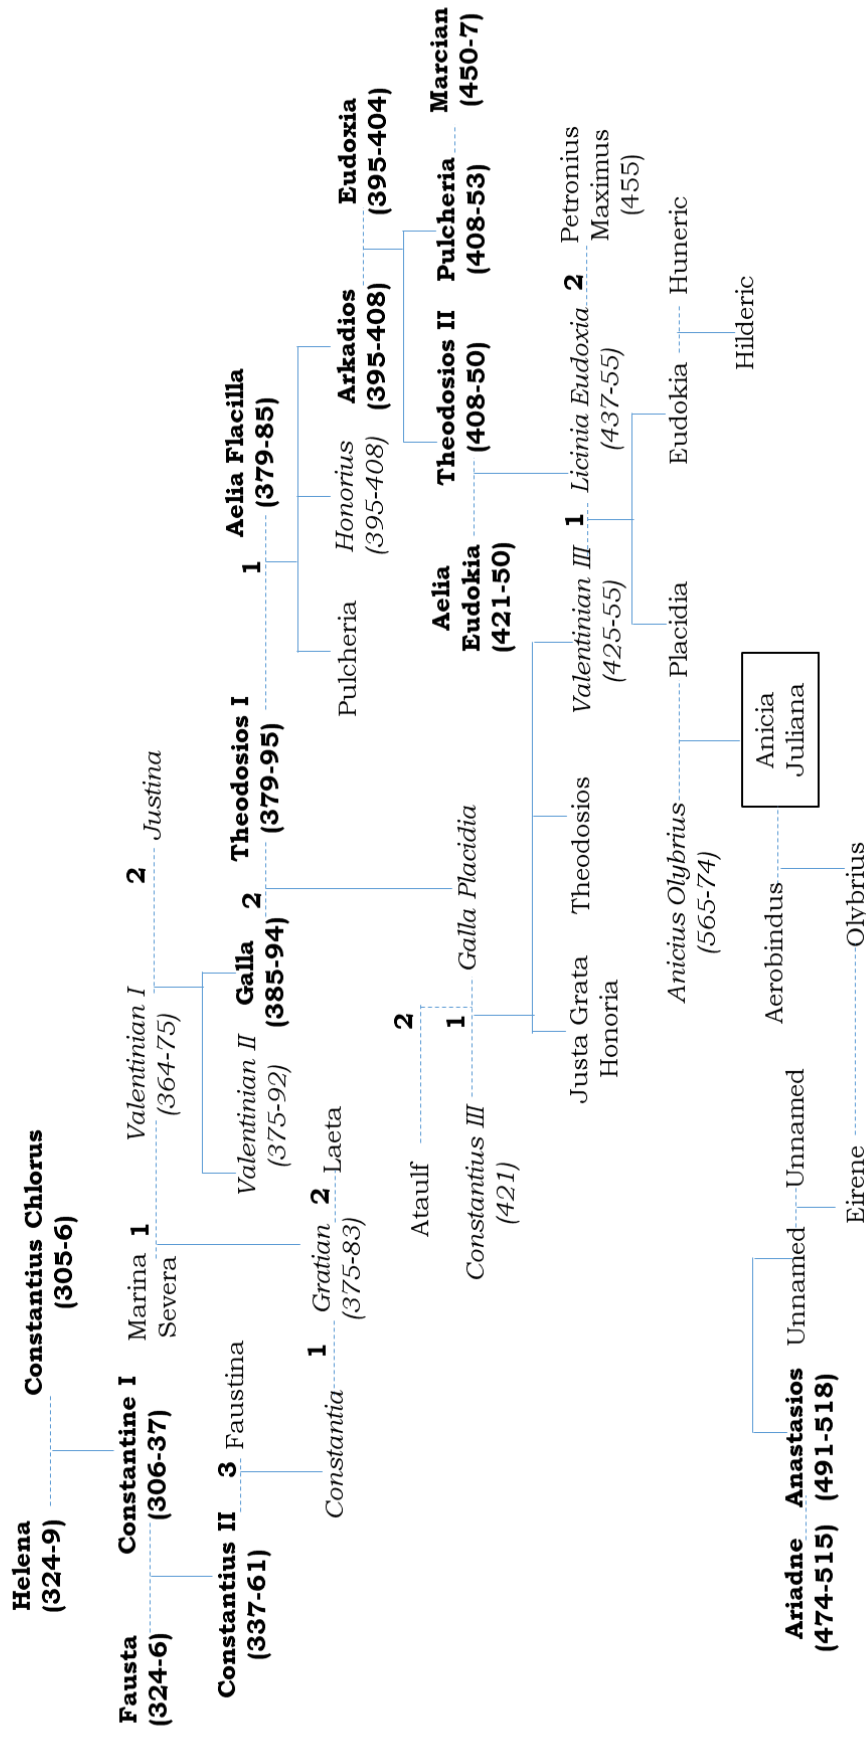 Helena
(324-9)
Constantius Chlorus
(305-6)
Fausta
(324-6)
Constantine I
(306-37)
Marina
Severa
1
Valentinian I
(364-75)
2
Justina
Constantius II
(337-61)
3
Faustina
Valentinian II
(375-92)
Galla
(385-94)
2
Theodosios I
(379-95)
1
Aelia Flacilla
(379-85)
Constantia
1
Gratian
(375-83)
2
Laeta
Pulcheria
Honorius
(395-408)
Arkadios
(395-408)
Eudoxia
(395-404)
Ataulf
2
Constantius III
(421)
1
Galla Placidia
Aelia
Eudokia
(421-50)
Theodosios II
(408-50)
Pulcheria
(408-53)
Marcian
(450-7)
Justa Grata
Honoria
Theodosios
Valentinian III
(425-55)
1
Licinia Eudoxia
(437-55)
2
Petronius
Maximus
(455)
Anicius Olybrius
(565-74)
Placidia
Eudokia
Huneric
Hilderic
Ariadne
(474-515)
Anastasios
(491-518)
Unnamed
Unnamed
Aerobindus
Anicia
Juliana
Eirene
Olybrius